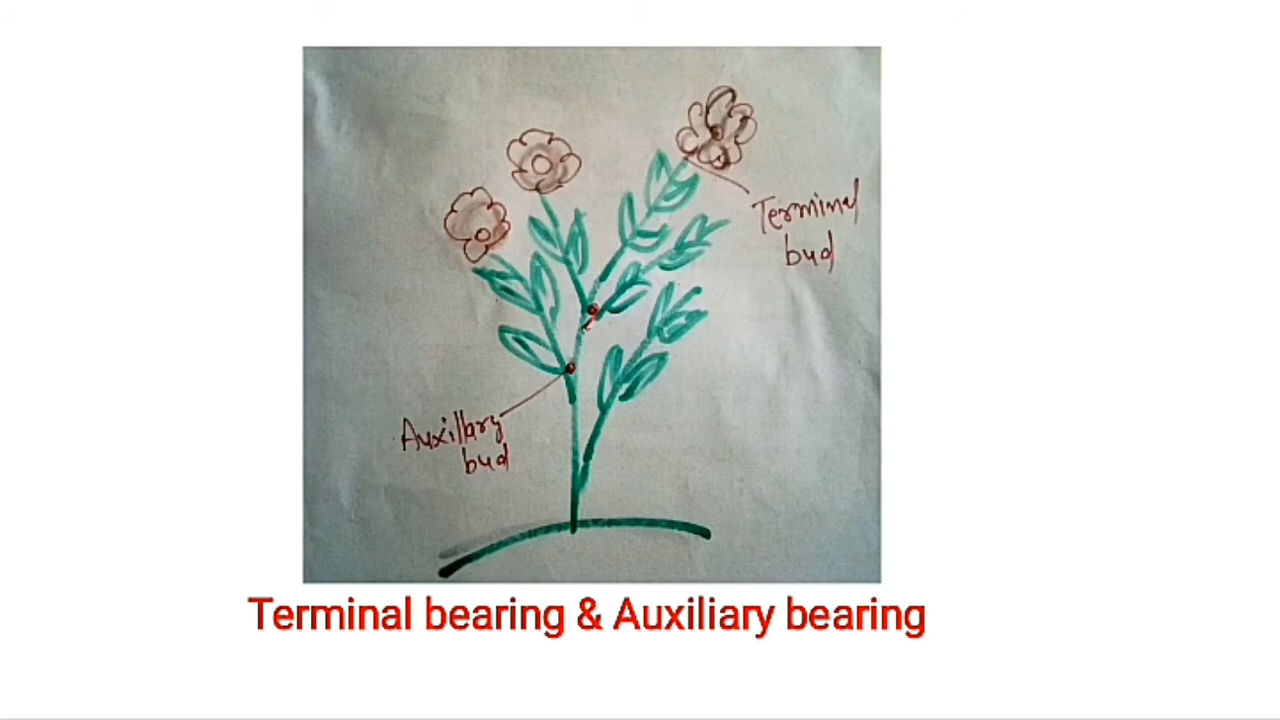 Terminal
bud
Auxillary
bud
Terminal bearing & Auxiliary bearing